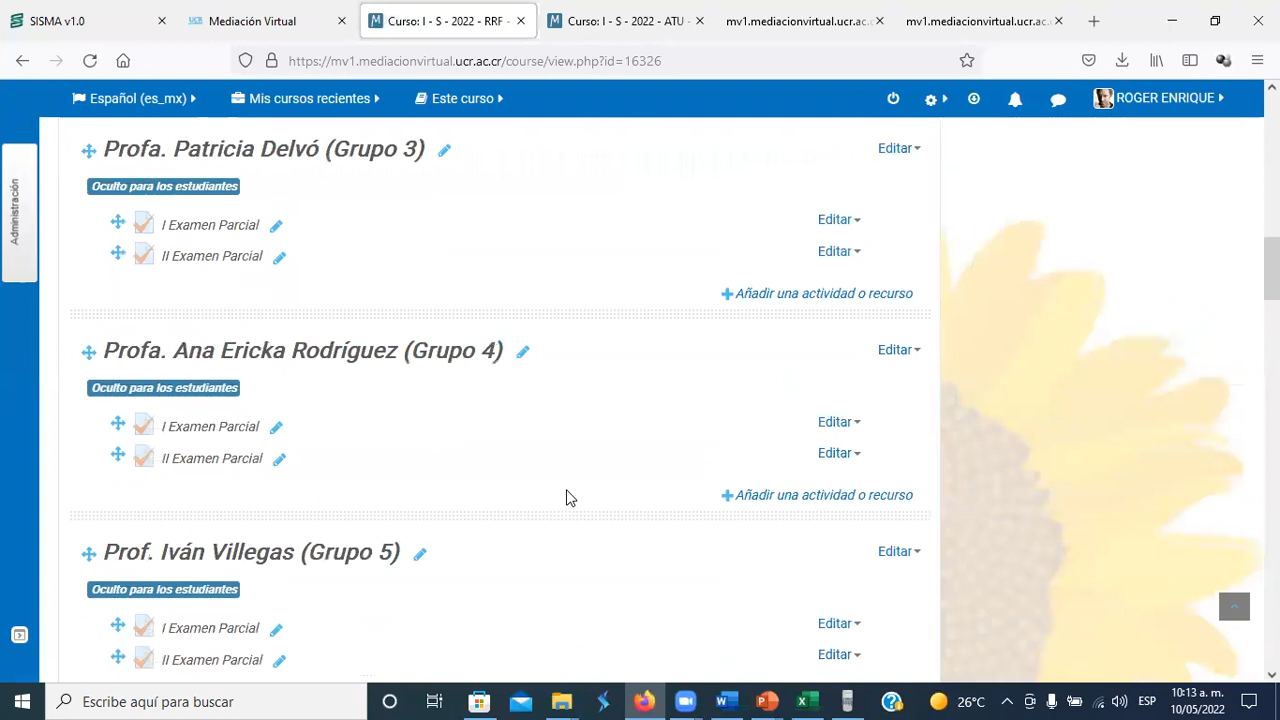 SISMA v1.0
Mediación Virtual
Curso: I - S - 2022 - RRF -
Curso: I - S - 2022 - ATU -
mv1.mediacionvirtual.ucr.ac.c
mv1.mediacionvirtual.ucr.ac.cr
https://mv1.mediacionvirtual.ucr.ac.cr/course/view.php?id=16326
Español (es_mx)
Mis cursos recientes
Este curso
ROGER ENRIQUE
Administración
Profa. Patricia Delvó (Grupo 3)
Editar
Oculto para los estudiantes
I Examen Parcial
Editar
II Examen Parcial
Editar
Añadir una actividad o recurso
Profa. Ana Ericka Rodríguez (Grupo 4)
Editar
Oculto para los estudiantes
I Examen Parcial
Editar
II Examen Parcial
Editar
Añadir una actividad o recurso
Prof. Iván Villegas (Grupo 5)
Editar
Oculto para los estudiantes
I Examen Parcial
Editar
II Examen Parcial
Editar
Escribe aquí para buscar
26°C
ESP
10:13 a. m.
10/05/2022